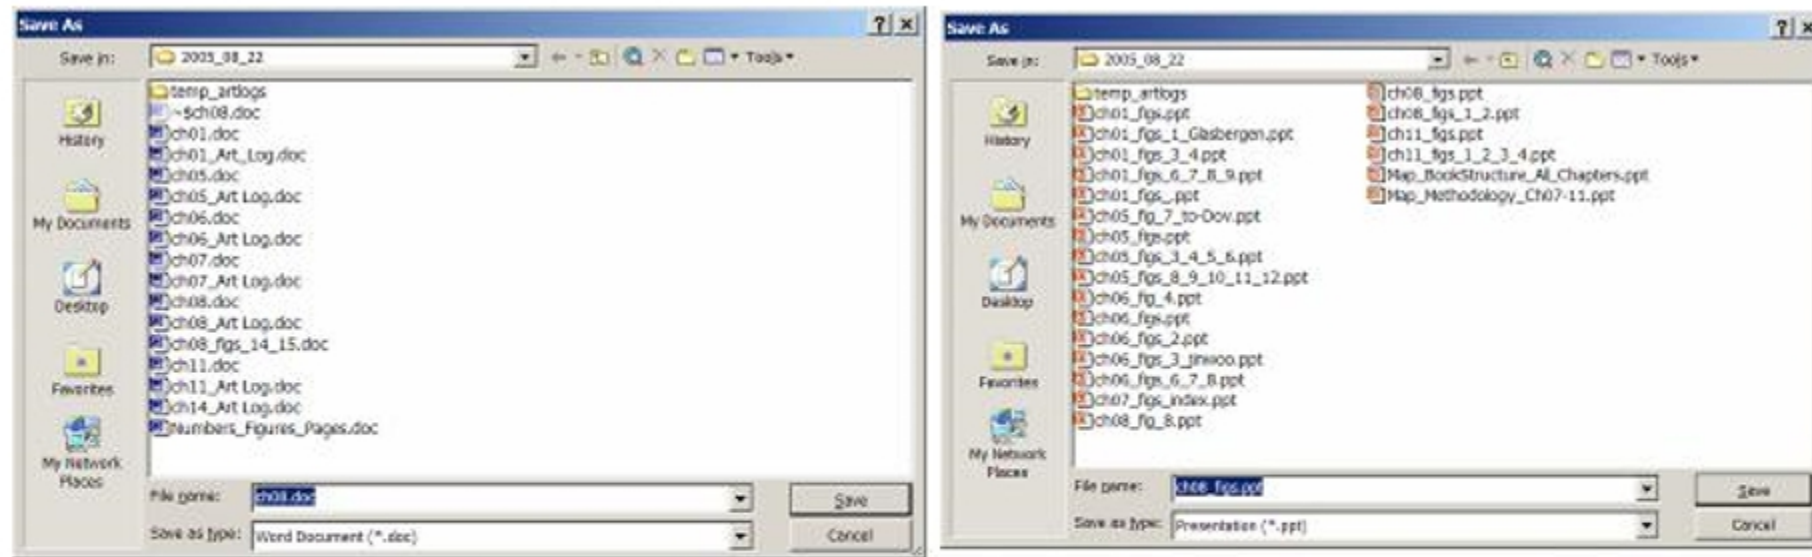 Save As
Save in:
2005_08_22
Tools
History
My Documents
Desktop
Favorites
My Network
Places
temp_artlogs
~$ch08.doc
ch01.doc
ch01_Art_Log.doc
ch05.doc
ch05_Art Log.doc
ch06.doc
ch06_Art Log.doc
ch07.doc
ch07_Art Log.doc
ch08.doc
ch08_Art Log.doc
ch08_figs_14_15.doc
ch11.doc
ch11_Art Log.doc
ch14_Art Log.doc
Numbers_Figures_Pages.doc
File name:
ch08.doc
Save
Save as type:
Word Document (*.doc)
Cancel
Save As
Save in:
2005_08_22
Tools
History
My Documents
Desktop
Favorites
My Network
Places
temp_artlogs
ch01_figs.ppt
ch01_figs_1_Glasbergen.ppt
ch01_figs_3_4.ppt
ch01_figs_6_7_8_9.ppt
ch01_figs_.ppt
ch05_fig_7_to-Dov.ppt
ch05_figs.ppt
ch05_figs_3_4_5_6.ppt
ch05_figs_8_9_10_11_12.ppt
ch06_fig_4.ppt
ch06_figs.ppt
ch06_figs_2.ppt
ch06_figs_3_jinwoo.ppt
ch06_figs_6_7_8.ppt
ch07_figs_index.ppt
ch08_fig_8.ppt
ch08_figs.ppt
ch08_figs_1_2.ppt
ch11_figs.ppt
ch11_figs_1_2_3_4.ppt
Map_BookStructure_All_Chapters.ppt
Map_Methodology_Ch07-11.ppt
File name:
ch08_figs.ppt
Save
Save as type:
Presentation (*.ppt)
Cancel